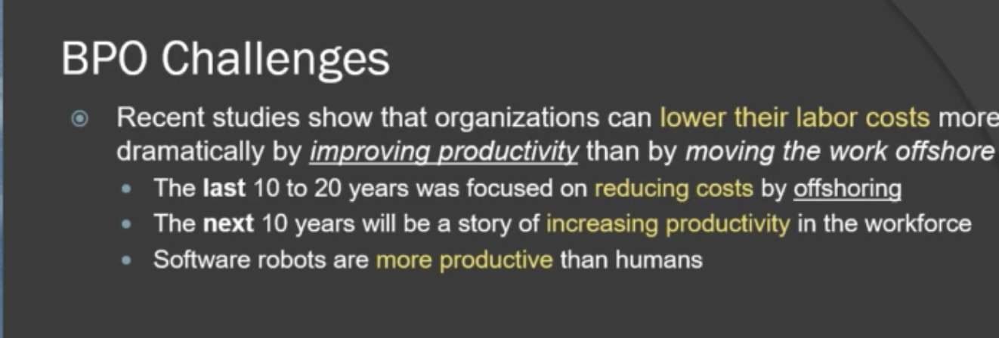 BPO Challenges
Recent studies show that organizations can lower their labor costs more
dramatically by improving productivity than by moving the work offshore
The last 10 to 20 years was focused on reducing costs by offshoring
The next 10 years will be a story of increasing productivity in the workforce
Software robots are more productive than humans